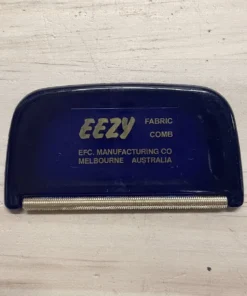 EEZY FABRIC
COMB
EFC. MANUFACTURING CO
MELBOURNE AUSTRALIA